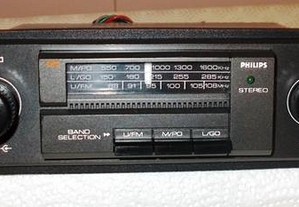 M/PO 550 700 1000 1300 1600 KHz
PHILIPS
L/GO 150 180 215 255 285 KHz
U/FM 88 91 95 100 105 108 MHz
STEREO
BAND SELECTION
U/FM M/PO L/GO